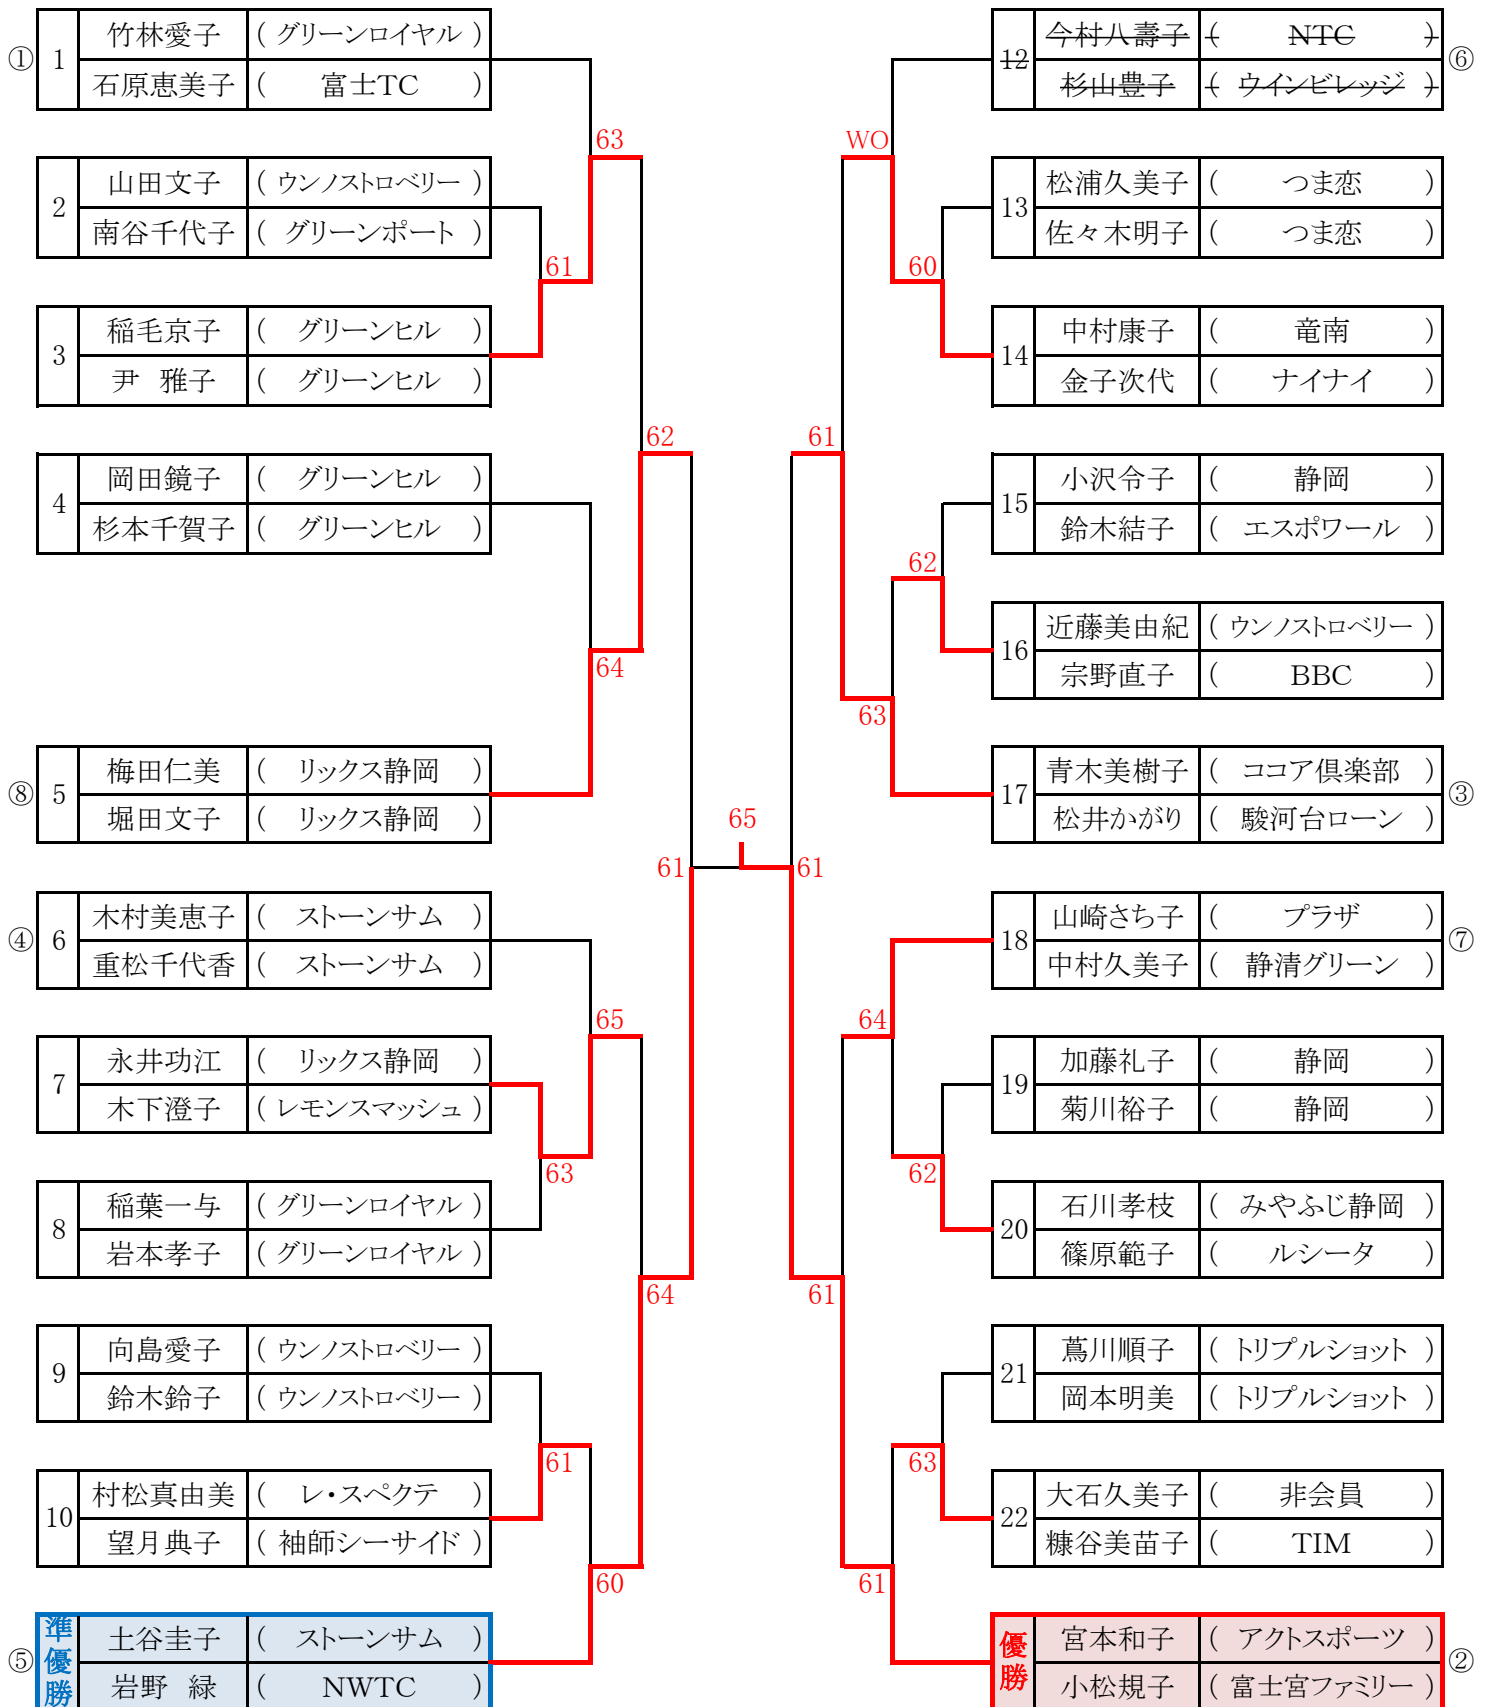 ① 1 竹林愛子 ( グリーンロイヤル )
石原恵美子 ( 富士TC )
63
2 山田文子 ( ウンノストロベリー )
南谷千代子 ( グリーンポート )
61
3 稲毛京子 ( グリーンヒル )
尹 雅子 ( グリーンヒル )
62
4 岡田鏡子 ( グリーンヒル )
杉本千賀子 ( グリーンヒル )
64
⑧ 5 梅田仁美 ( リックス静岡 )
堀田文子 ( リックス静岡 )
61
④ 6 木村美恵子 ( ストーンサム )
重松千代香 ( ストーンサム )
65
7 永井功江 ( リックス静岡 )
木下澄子 ( レモンスマッシュ )
63
8 稲葉一与 ( グリーンロイヤル )
岩本孝子 ( グリーンロイヤル )
64
9 向島愛子 ( ウンノストロベリー )
鈴木鈴子 ( ウンノストロベリー )
61
10 村松真由美 ( レ・スペクテ )
望月典子 ( 袖師シーサイド )
60
⑤ 準優勝 土谷圭子 ( ストーンサム )
岩野 緑 ( NWTC )
65
12 今村八壽子 ( NTC ) ⑥
杉山豊子 ( ウインビレッジ )
WO
13 松浦久美子 ( つま恋 )
佐々木明子 ( つま恋 )
60
14 中村康子 ( 竜南 )
金子次代 ( ナイナイ )
61
15 小沢令子 ( 静岡 )
鈴木結子 ( エスポワール )
62
16 近藤美由紀 ( ウンノストロベリー )
宗野直子 ( BBC )
63
17 青木美樹子 ( ココア倶楽部 ) ③
松井かがり ( 駿河台ローン )
61
18 山崎さち子 ( プラザ ) ⑦
中村久美子 ( 静清グリーン )
64
19 加藤礼子 ( 静岡 )
菊川裕子 ( 静岡 )
62
20 石川孝枝 ( みやふじ静岡 )
篠原範子 ( ルシータ )
61
21 蔦川順子 ( トリプルショット )
岡本明美 ( トリプルショット )
63
22 大石久美子 ( 非会員 )
糠谷美苗子 ( TIM )
61
優勝 宮本和子 ( アクトスポーツ ) ②
小松規子 ( 富士宮ファミリー )